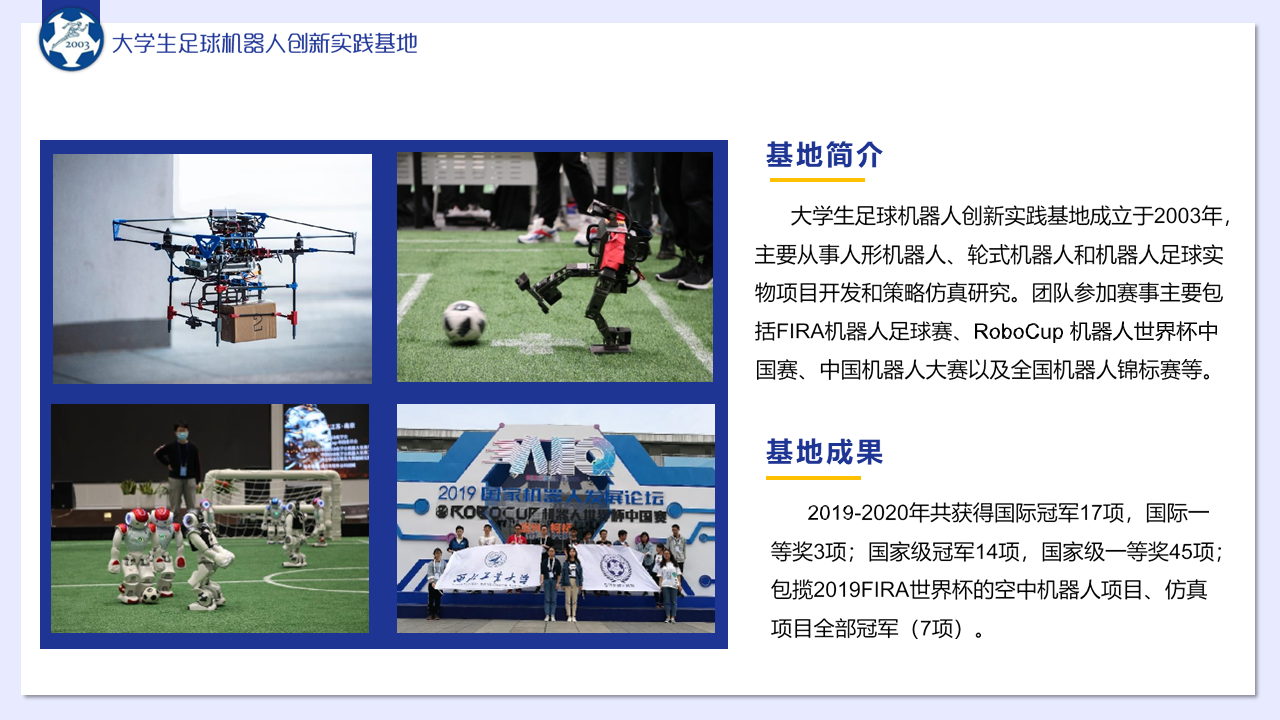 2003
大学生足球机器人创新实践基地
基地简介
大学生足球机器人创新实践基地成立于2003年，
主要从事人形机器人、轮式机器人和机器人足球实
物项目开发和策略仿真研究。团队参加赛事主要包
括FIRA机器人足球赛、RoboCup 机器人世界杯中
国赛、中国机器人大赛以及全国机器人锦标赛等。
2019国家机器人发展论坛
ROBOCUP机器人世界杯中国赛
西北工业大学
基地成果
2019-2020年共获得国际冠军17项，国际一
等奖3项；国家级冠军14项，国家级一等奖45项；
包揽2019FIRA世界杯的空中机器人项目、仿真
项目全部冠军（7项）。